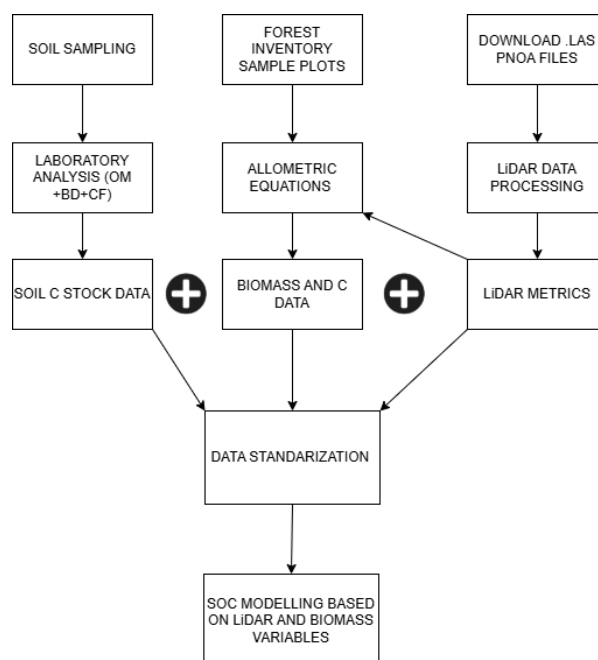 SOIL SAMPLING
FOREST
INVENTORY
SAMPLE PLOTS
DOWNLOAD .LAS
PNOA FILES
LABORATORY
ANALYSIS (OM
+BD+CF)
ALLOMETRIC
EQUATIONS
LiDAR DATA
PROCESSING
SOIL C STOCK DATA
BIOMASS AND C
DATA
LiDAR METRICS
DATA STANDARIZATION
SOC MODELLING BASED
ON LiDAR AND BIOMASS
VARIABLES